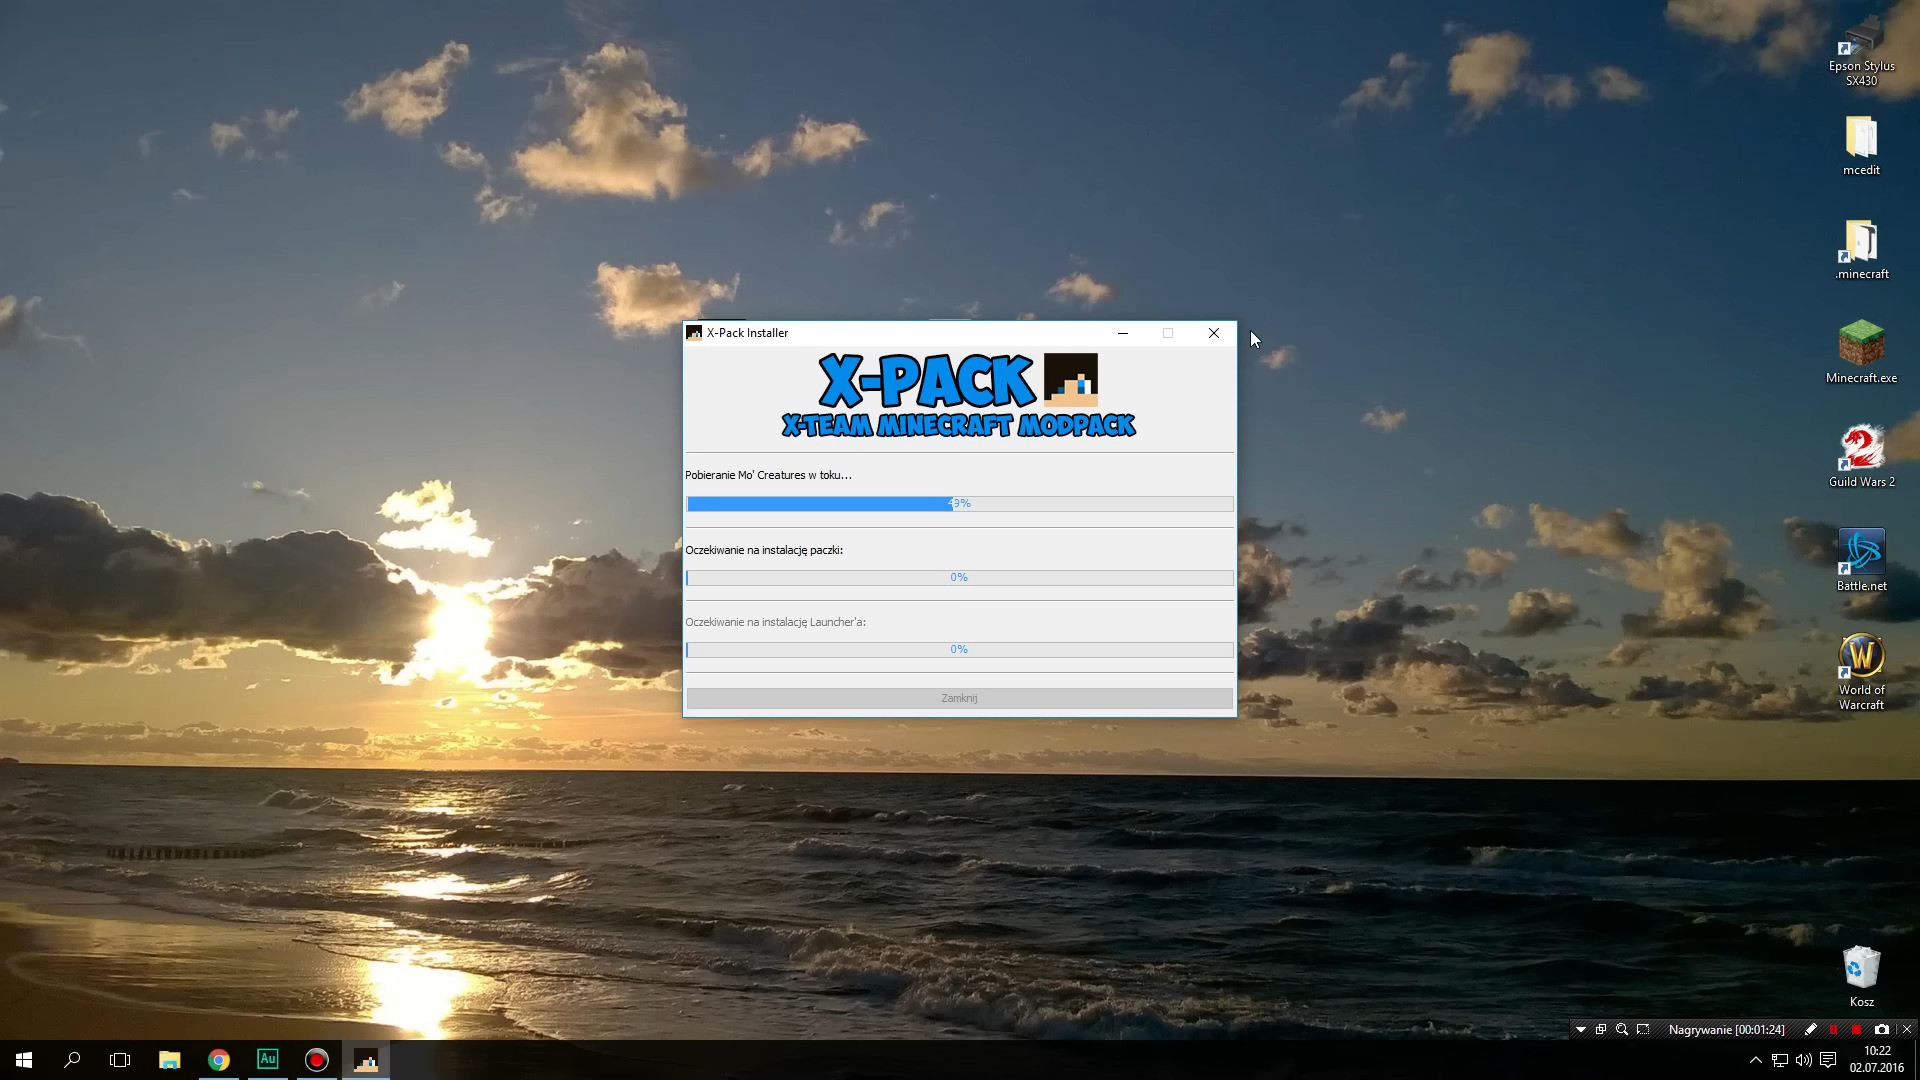 X-Pack Installer
X-PACK
X-TEAM MINECRAFT MODPACK
Pobieranie Mo' Creatures w toku...
49%
Oczekiwanie na instalację paczki:
0%
Oczekiwanie na instalację Launcher'a:
0%
Zamknij
Epson Stylus
SX430
mcedit
.minecraft
Minecraft.exe
Guild Wars 2
Battle.net
World of
Warcraft
Kosz
Nagrywanie [00:01:24]
Au
10:22
02.07.2016